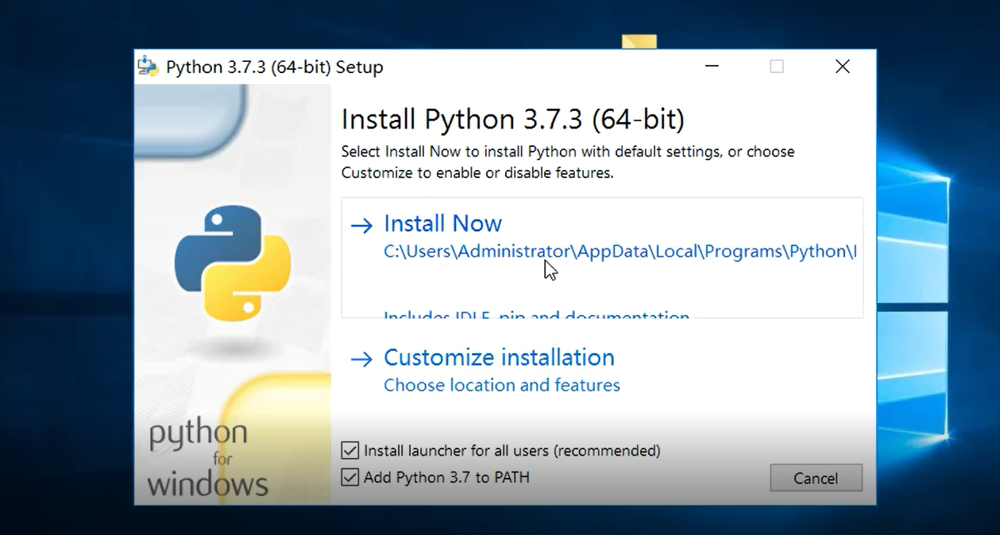 Python 3.7.3 (64-bit) Setup
Install Python 3.7.3 (64-bit)
Select Install Now to install Python with default settings, or choose
Customize to enable or disable features.
Install Now
C:\Users\Administrator\AppData\Local\Programs\Python\
Includes IDLE, pip and documentation
Customize installation
Choose location and features
python
for
windows
Install launcher for all users (recommended)
Add Python 3.7 to PATH
Cancel